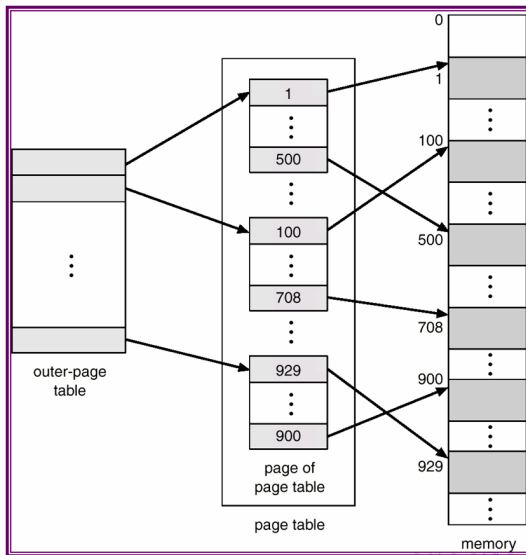 0
1
1
100
500
100
500
708
708
900
929
900
929
outer-page
table
page of
page table
page table
memory